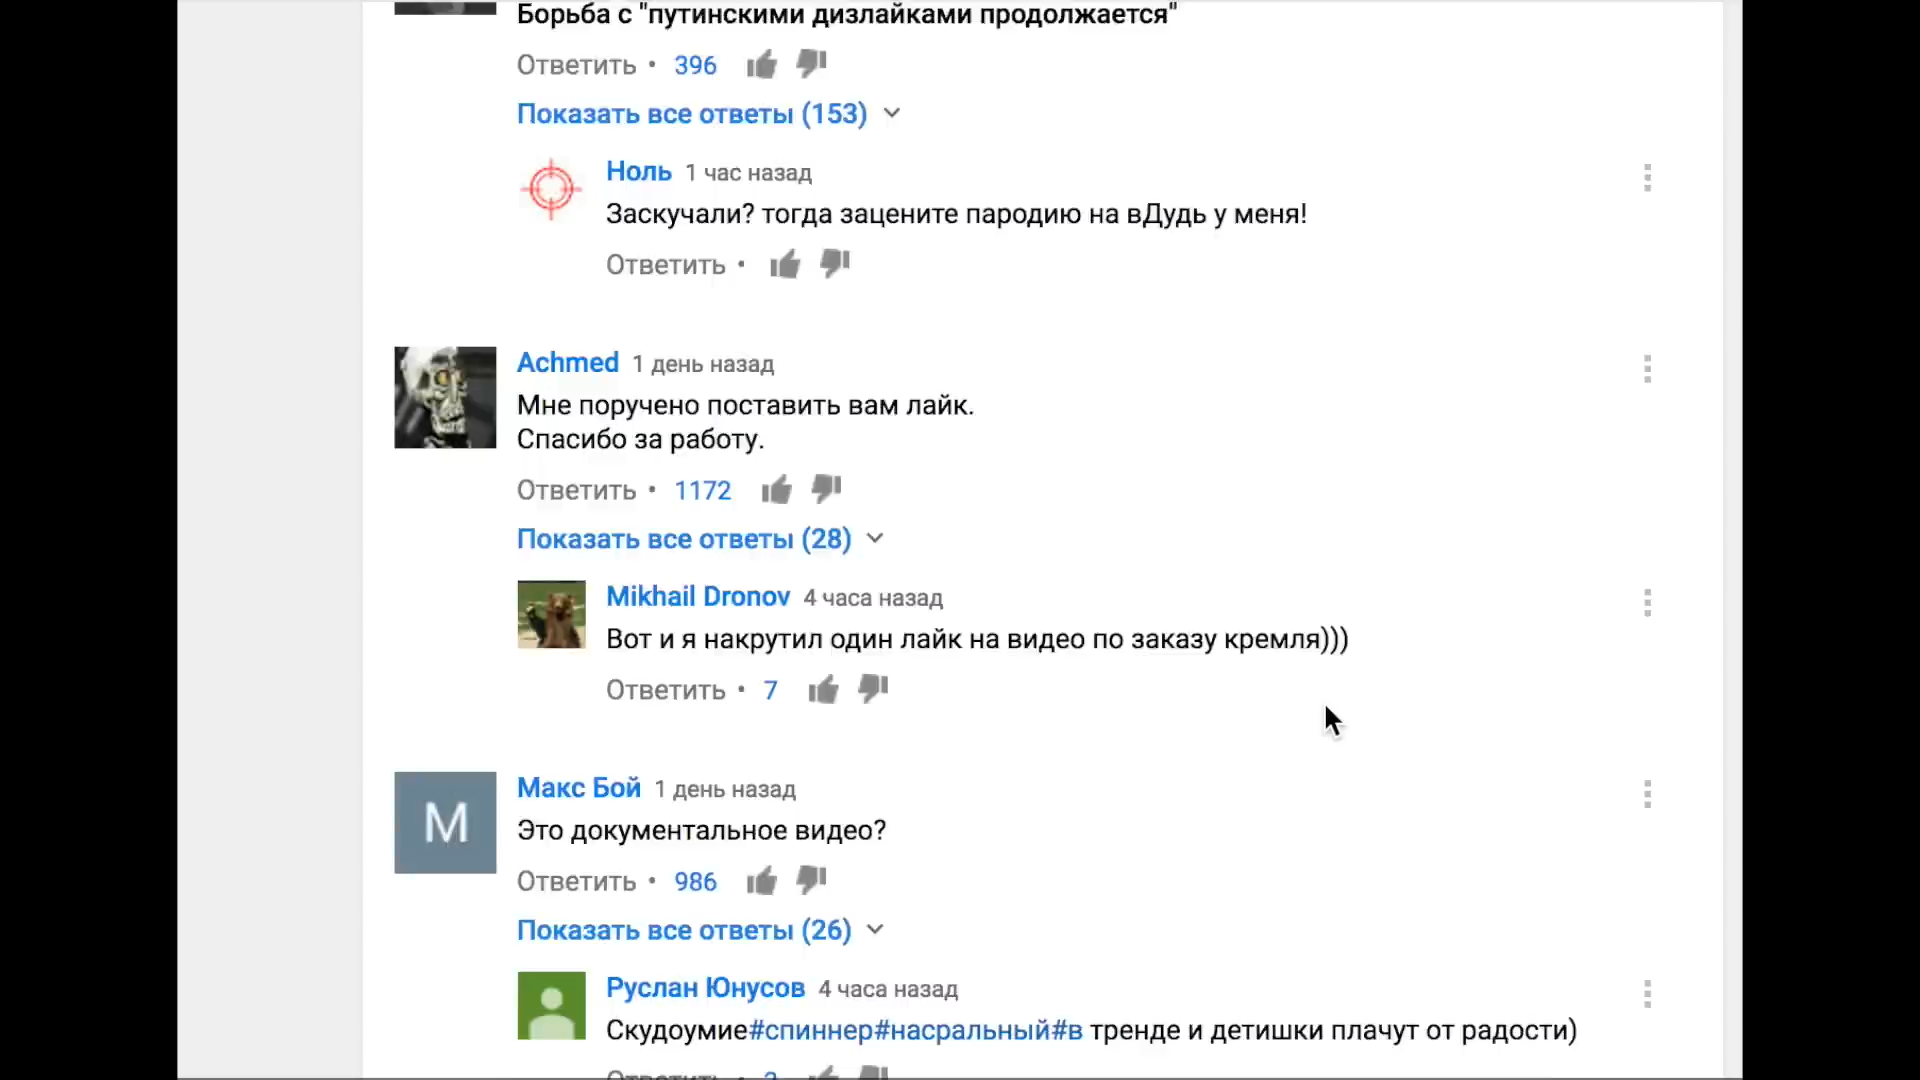 Борьба с "путинскими дизлайками продолжается"
Ответить • 396
Показать все ответы (153)
Ноль 1 час назад
Заскучали? тогда зацените пародию на вДудь у меня!
Ответить •
Achmed 1 день назад
Мне поручено поставить вам лайк.
Спасибо за работу.
Ответить • 1172
Показать все ответы (28)
Mikhail Dronov 4 часа назад
Вот и я накрутил один лайк на видео по заказу кремля)))
Ответить • 7
М
Макс Бой 1 день назад
Это документальное видео?
Ответить • 986
Показать все ответы (26)
Руслан Юнусов 4 часа назад
Скудоумие#спиннер#насральный#в тренде и детишки плачут от радости)
Ответить •